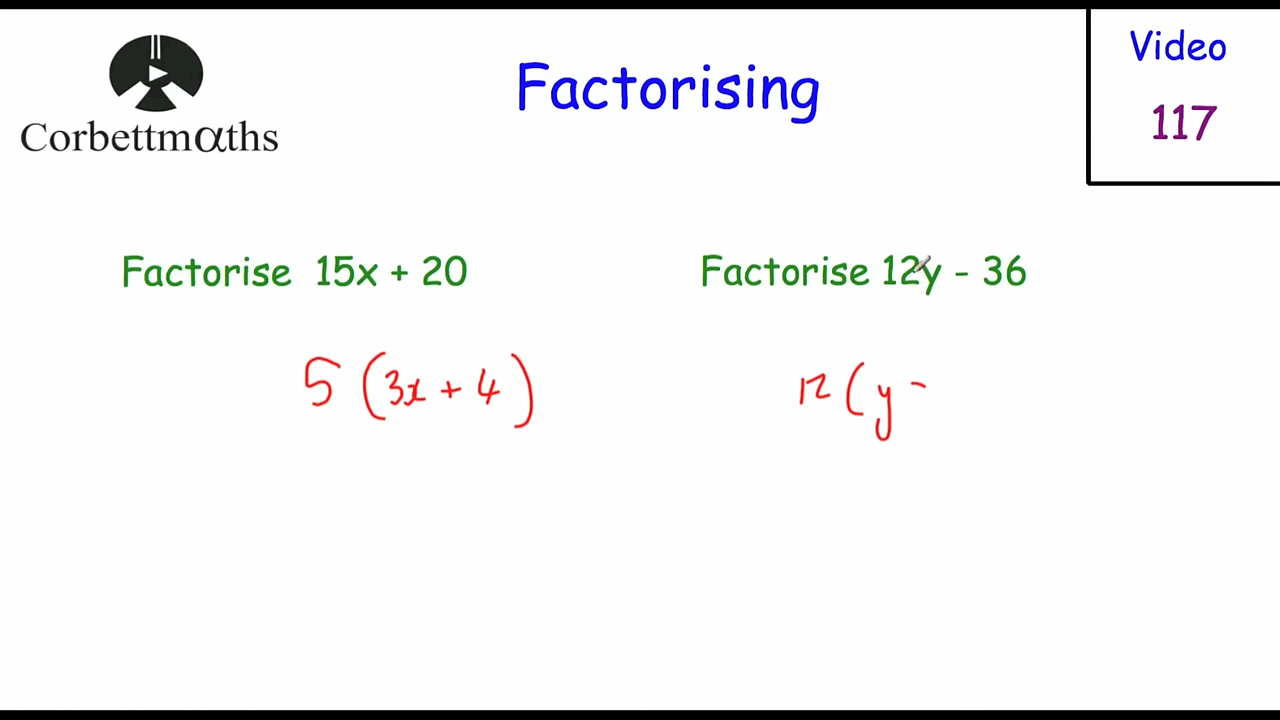 Corbettmαths
Factorising
Video
117
Factorise 15x + 20
5 (3x + 4)
Factorise 12y - 36
12 (y -